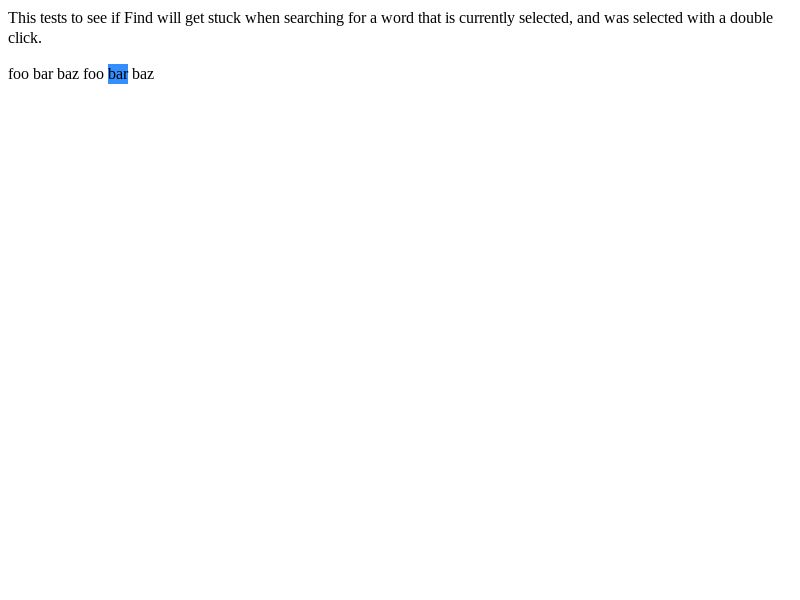 This tests to see if Find will get stuck when searching for a word that is currently selected, and was selected with a double
click.
foo bar baz foo bar baz